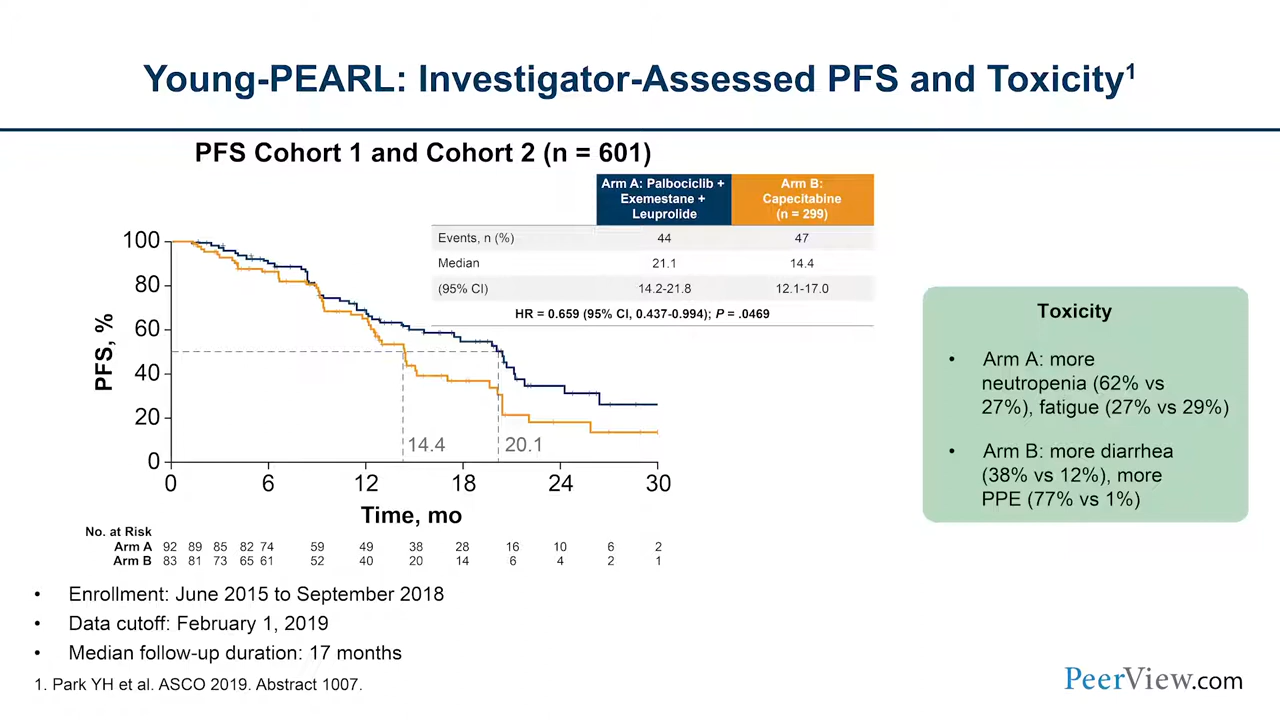 Young-PEARL: Investigator-Assessed PFS and Toxicity1
PFS Cohort 1 and Cohort 2 (n = 601)
Arm A: Palbociclib +
Exemestane +
Leuprolide
Arm B:
Capecitabine
(n = 299)
Events, n (%) 44 47
Median 21.1 14.4
(95% CI) 14.2-21.8 12.1-17.0
HR = 0.659 (95% CI, 0.437-0.994); P = .0469
PFS, %
100
80
60
40
20
0
14.4 20.1
0 6 12 18 24 30
Time, mo
No. at Risk
Arm A 92 89 85 82 74 59 49 38 28 16 10 6 2
Arm B 83 81 73 65 61 52 40 20 14 6 4 2 1
Toxicity
• Arm A: more
neutropenia (62% vs
27%), fatigue (27% vs 29%)
• Arm B: more diarrhea
(38% vs 12%), more
PPE (77% vs 1%)
• Enrollment: June 2015 to September 2018
• Data cutoff: February 1, 2019
• Median follow-up duration: 17 months
1. Park YH et al. ASCO 2019. Abstract 1007.
PeerView.com